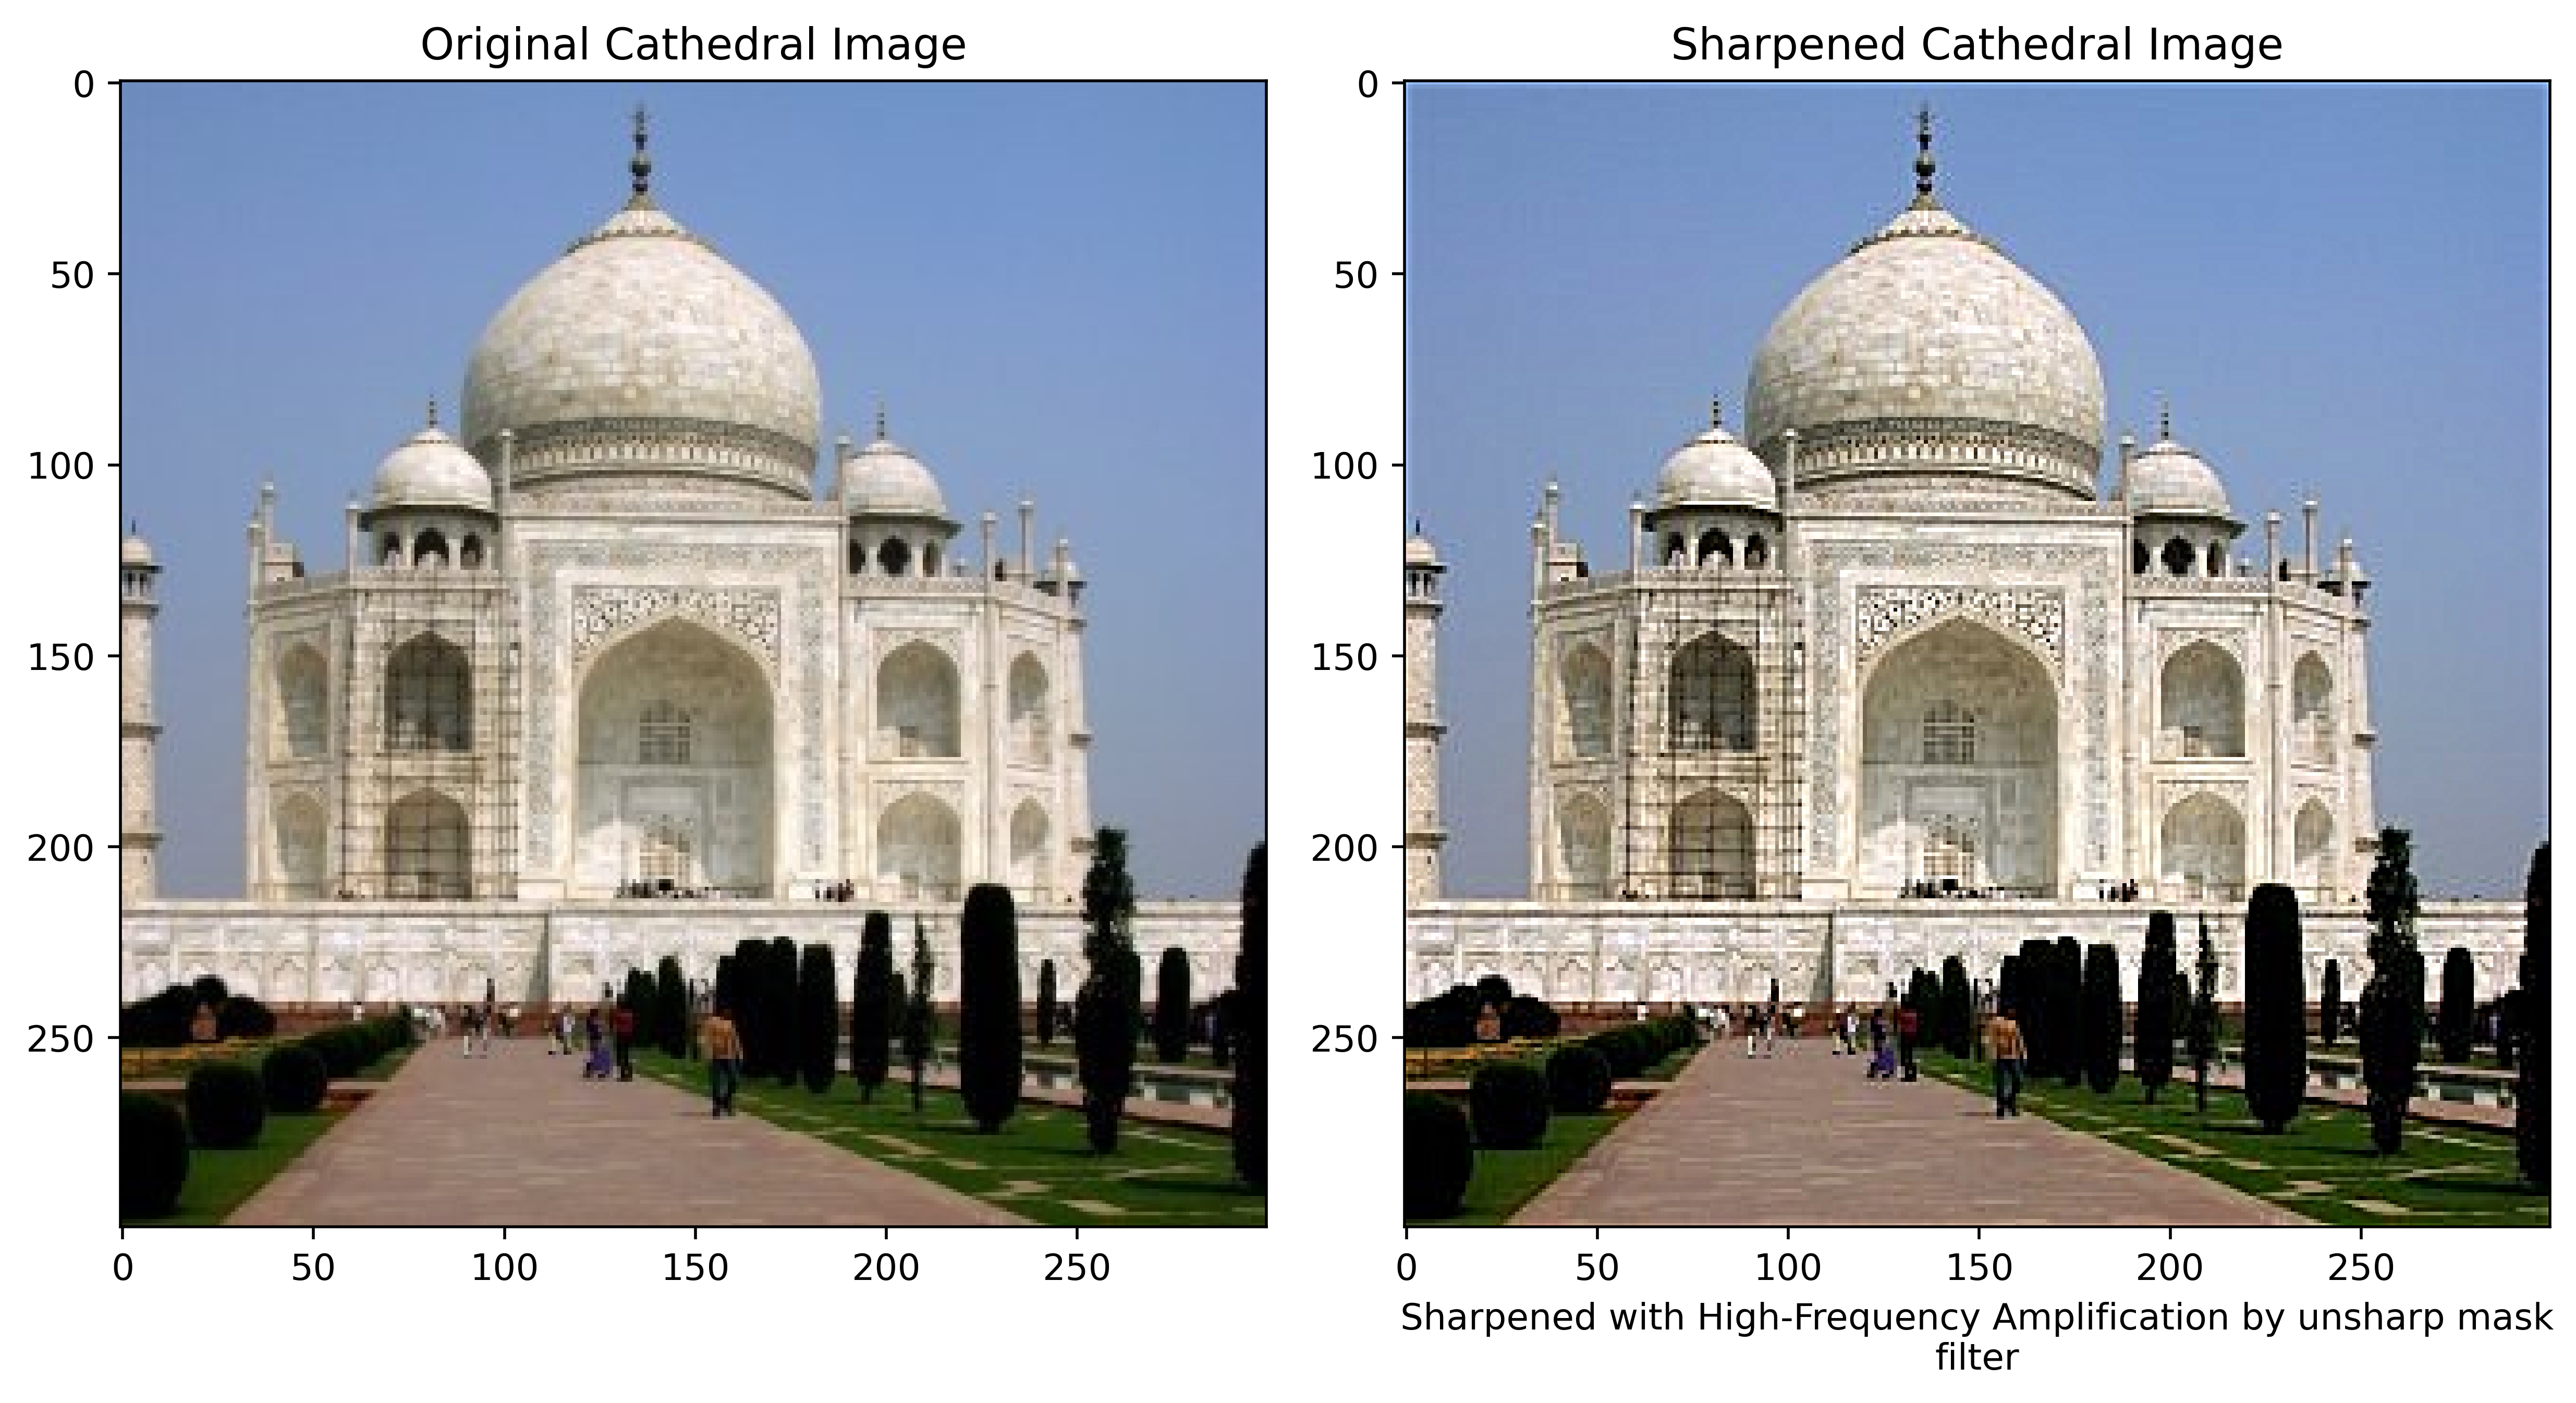 Original Cathedral Image
0
50
100
150
200
250
0 50 100 150 200 250
Sharpened Cathedral Image
0
50
100
150
200
250
0 50 100 150 200 250
Sharpened with High-Frequency Amplification by unsharp mask
filter